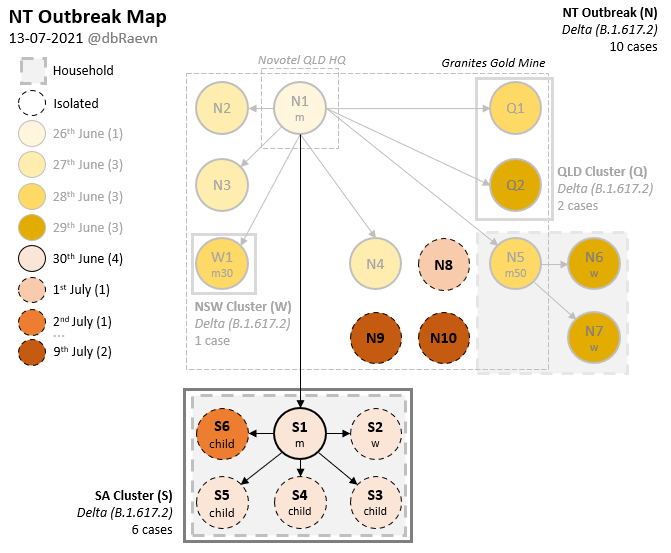 NT Outbreak Map
13-07-2021 @dbRaevn
NT Outbreak (N)
Delta (B.1.617.2)
10 cases
Household
Isolated
26th June (1)
27th June (3)
28th June (3)
29th June (3)
30th June (4)
1st July (1)
2nd July (1)
...
9th July (2)
Novotel QLD HQ
Granites Gold Mine
N2
N1
m
Q1
N3
Q2
QLD Cluster (Q)
Delta (B.1.617.2)
2 cases
W1
m30
N4
N8
N5
m50
N6
w
NSW Cluster (W)
Delta (B.1.617.2)
1 case
N9
N10
N7
w
S6
child
S1
m
S2
w
S5
child
S4
child
S3
child
SA Cluster (S)
Delta (B.1.617.2)
6 cases